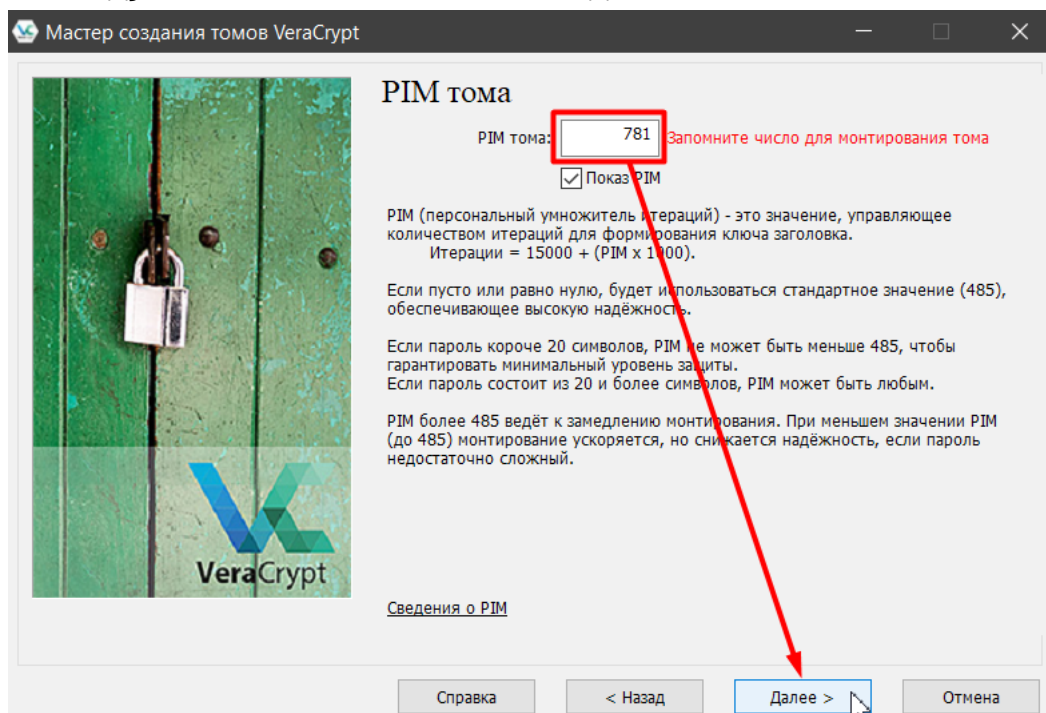 Мастер создания томов VeraCrypt
PIM тома
PIM тома: 781 Запомните число для монтирования тома
Показ PIM
PIM (персональный умножитель итераций) - это значение, управляющее
количеством итераций для формирования ключа заголовка.
Итерации = 15000 + (PIM x 1000).
Если пусто или равно нулю, будет использоваться стандартное значение (485),
обеспечивающее высокую надёжность.
Если пароль короче 20 символов, PIM не может быть меньше 485, чтобы
гарантировать минимальный уровень защиты.
Если пароль состоит из 20 и более символов, PIM может быть любым.
PIM более 485 ведёт к замедлению монтирования. При меньшем значении PIM
(до 485) монтирование ускоряется, но снижается надёжность, если пароль
недостаточно сложный.
VeraCrypt
Сведения о PIM
Справка
< Назад
Далее >
Отмена